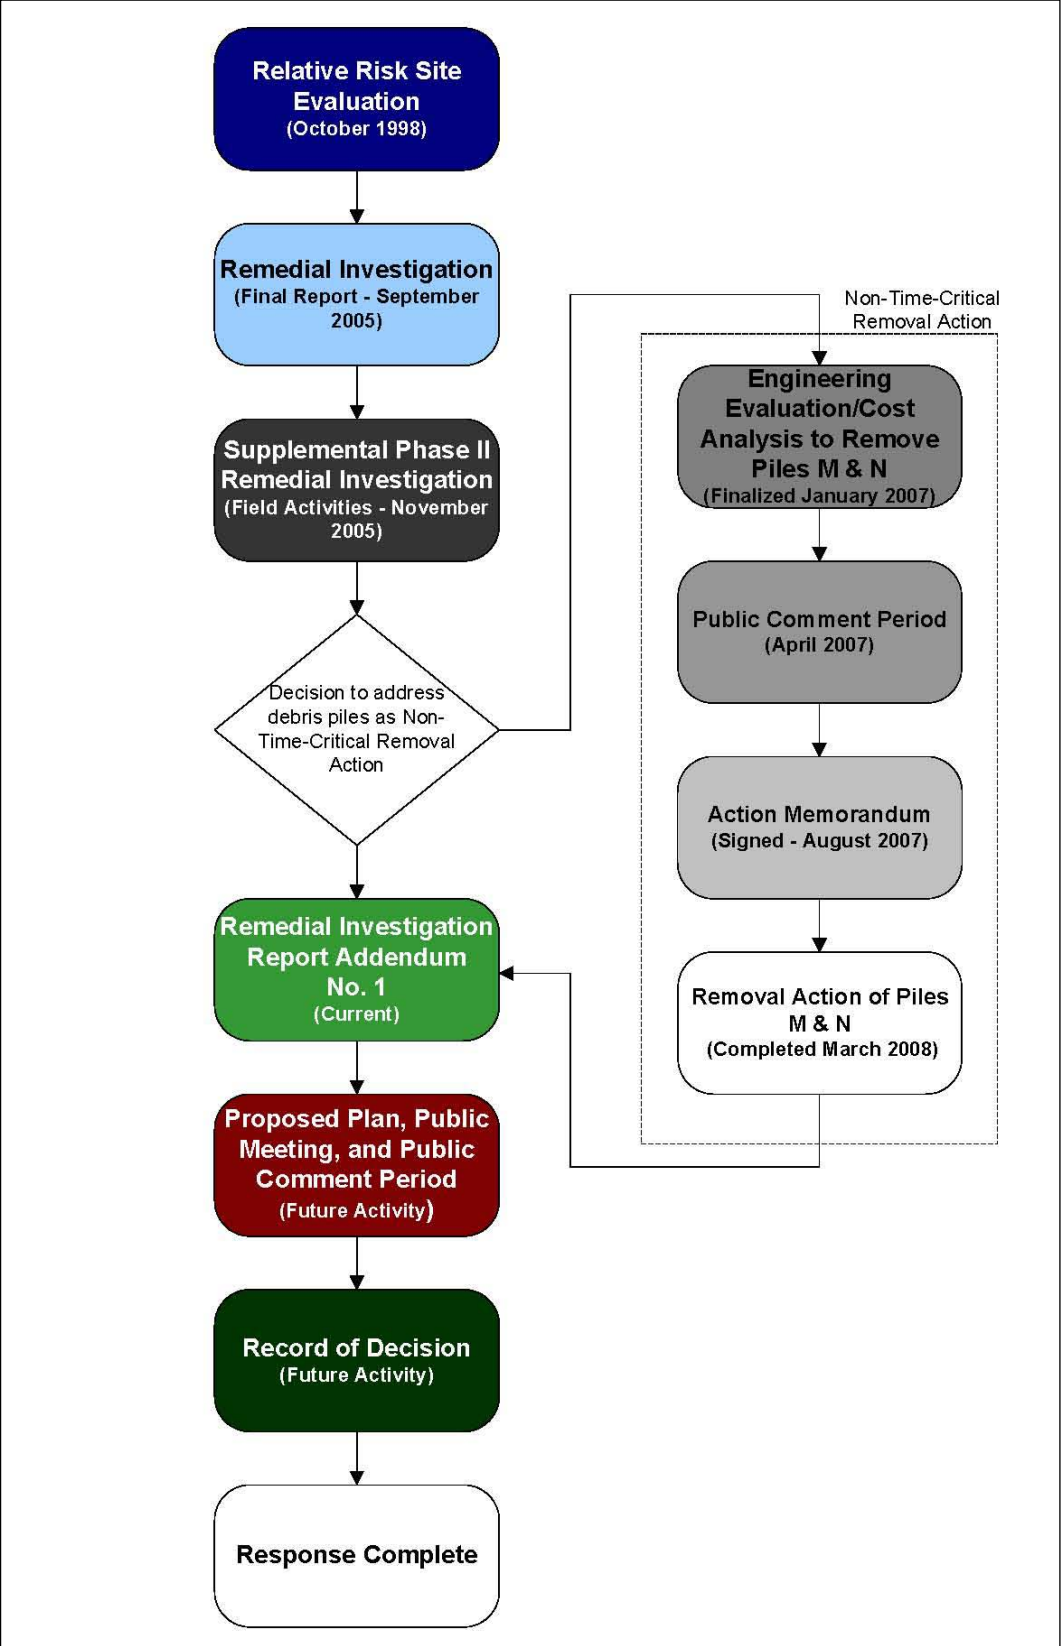 Relative Risk Site
Evaluation
(October 1998)
Remedial Investigation
(Final Report - September
2005)
Supplemental Phase II
Remedial Investigation
(Field Activities - November
2005)
Decision to address
debris piles as Non-
Time-Critical Removal
Action
Non-Time-Critical
Removal Action
Engineering
Evaluation/Cost
Analysis to Remove
Piles M & N
(Finalized January 2007)
Public Comment Period
(April 2007)
Action Memorandum
(Signed - August 2007)
Removal Action of Piles
M & N
(Completed March 2008)
Remedial Investigation
Report Addendum
No. 1
(Current)
Proposed Plan, Public
Meeting, and Public
Comment Period
(Future Activity)
Record of Decision
(Future Activity)
Response Complete